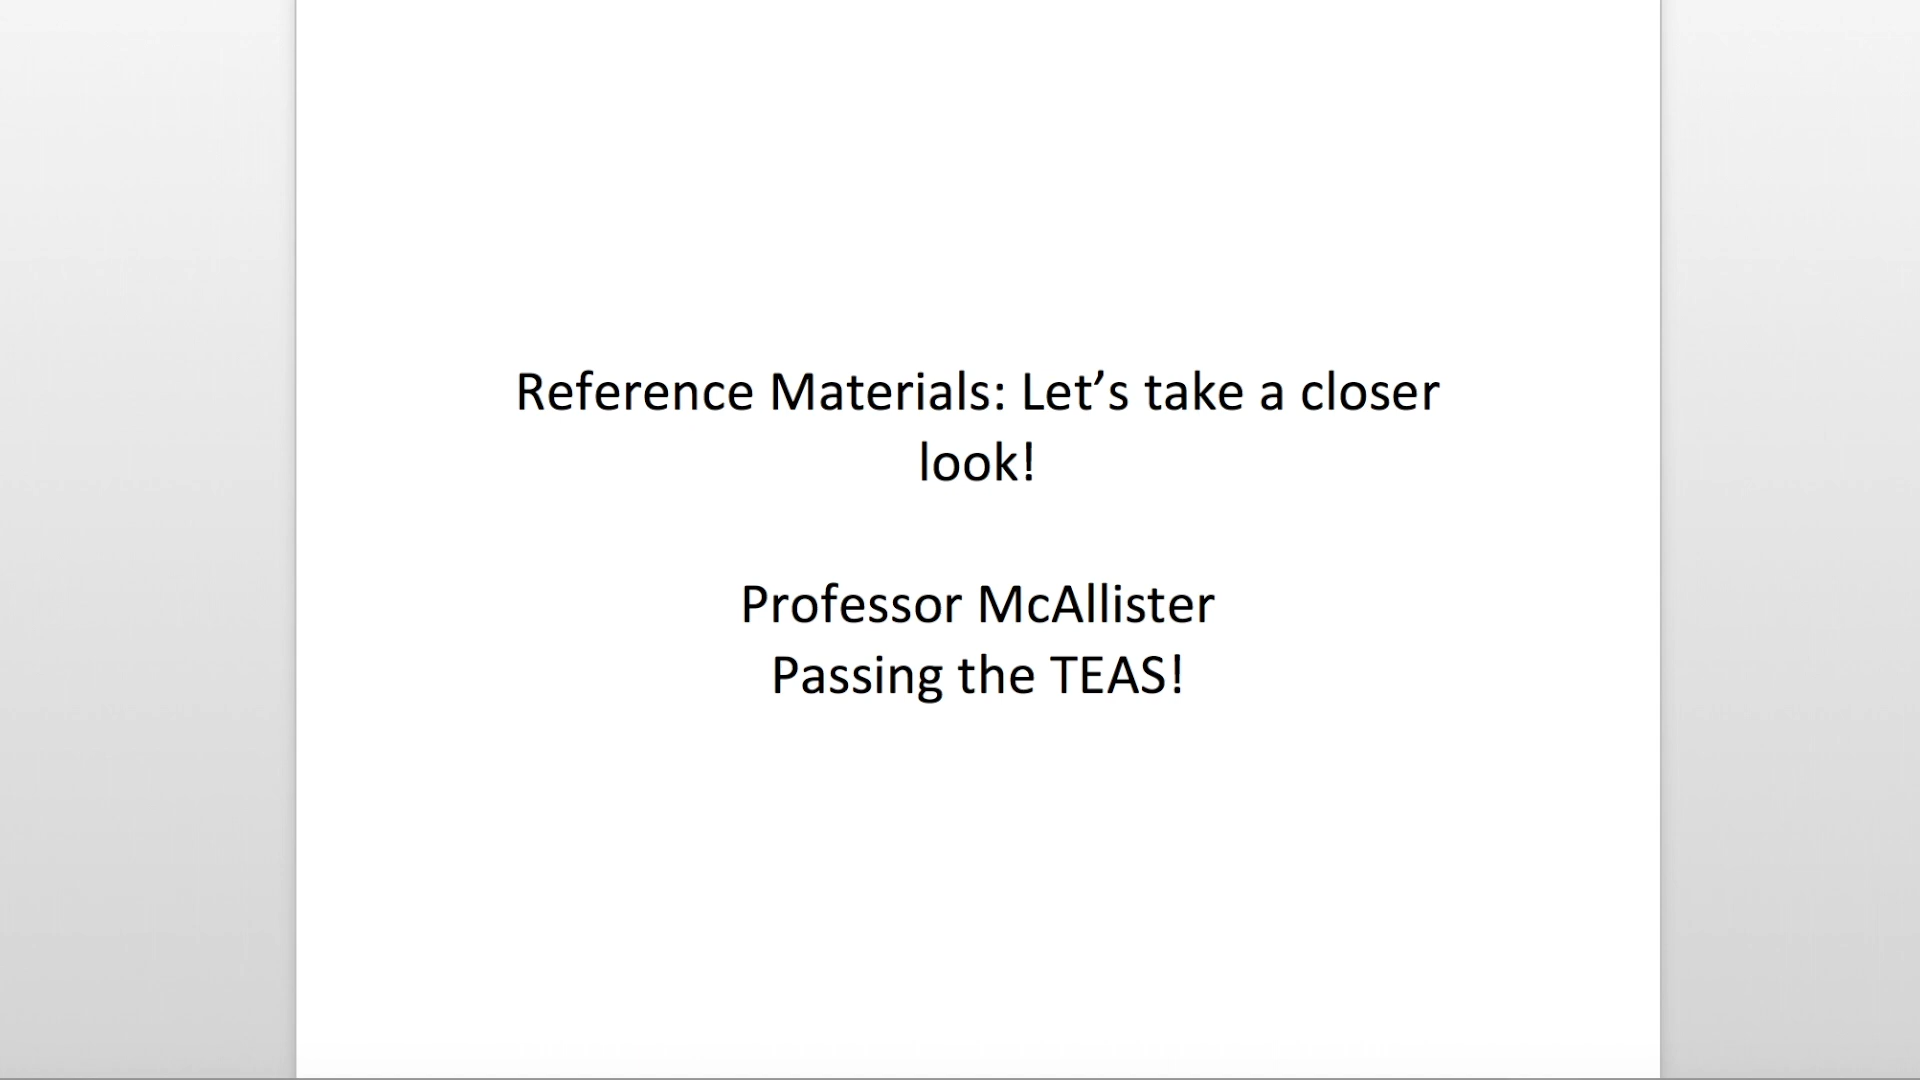 Reference Materials: Let’s take a closer
look!
Professor McAllister
Passing the TEAS!